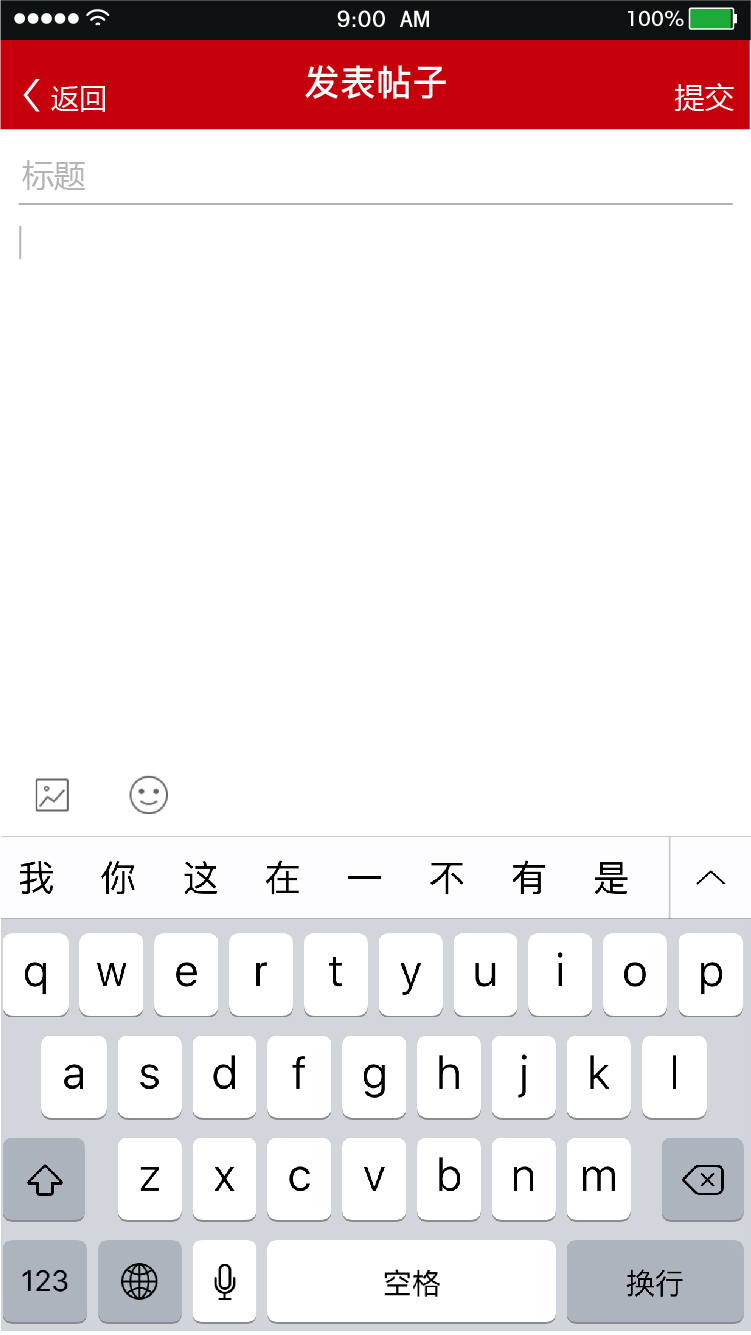 9:00 AM 100%
返回 发表帖子 提交
标题
我 你 这 在 一 不 有 是
q w e r t y u i o p
a s d f g h j k l
z x c v b n m
123 空格 换行